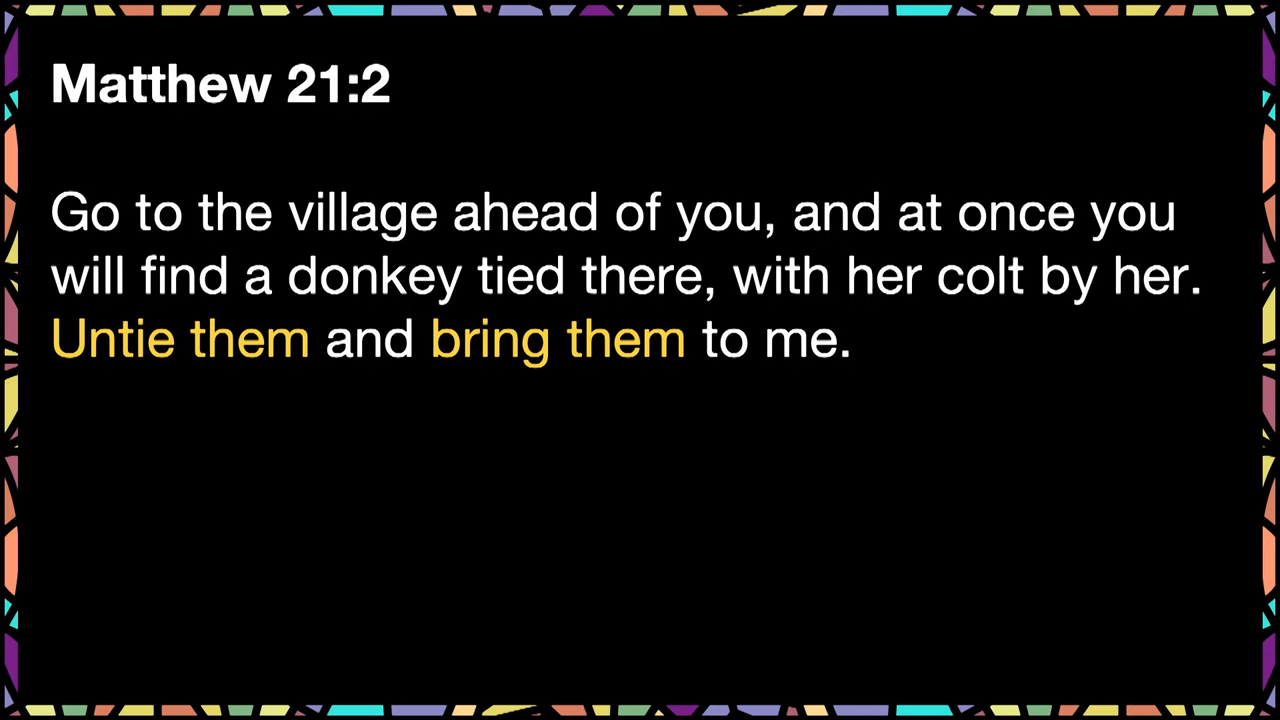 Matthew 21:2
Go to the village ahead of you, and at once you
will find a donkey tied there, with her colt by her.
Untie them and bring them to me.